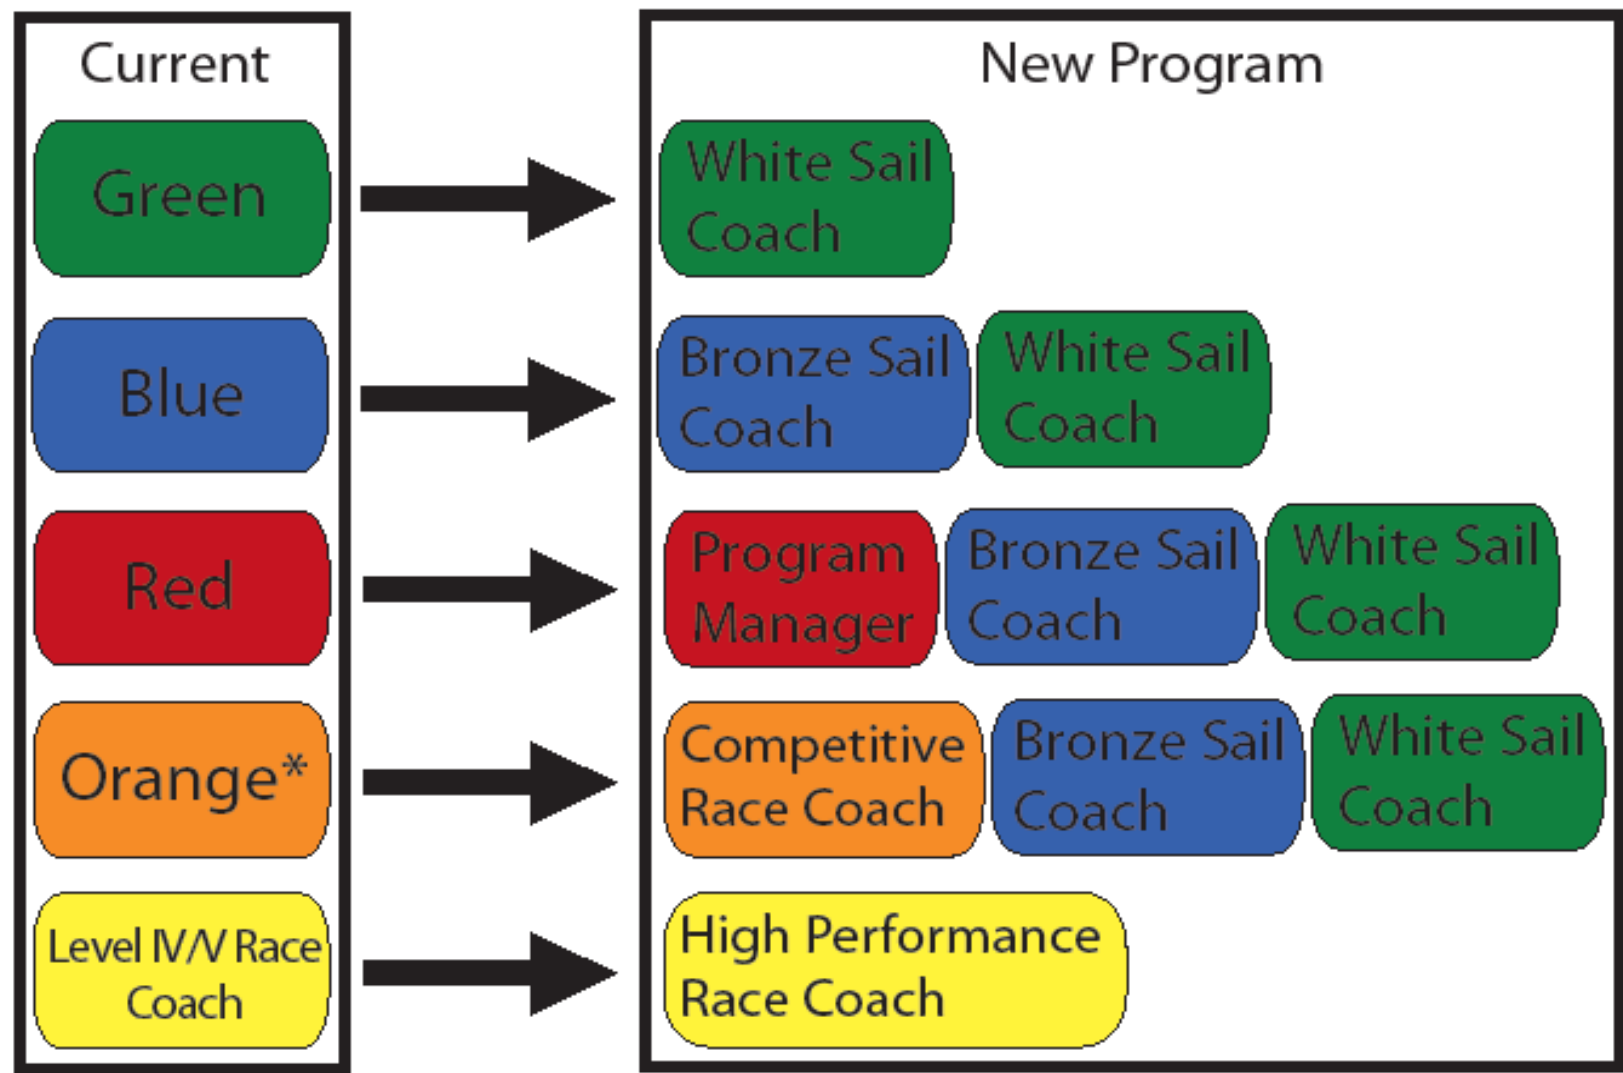 Current
New Program
Green
White Sail
Coach
Blue
Bronze Sail
Coach
White Sail
Coach
Red
Program
Manager
Bronze Sail
Coach
White Sail
Coach
Orange*
Competitive
Race Coach
Bronze Sail
Coach
White Sail
Coach
Level IV/V Race
Coach
High Performance
Race Coach